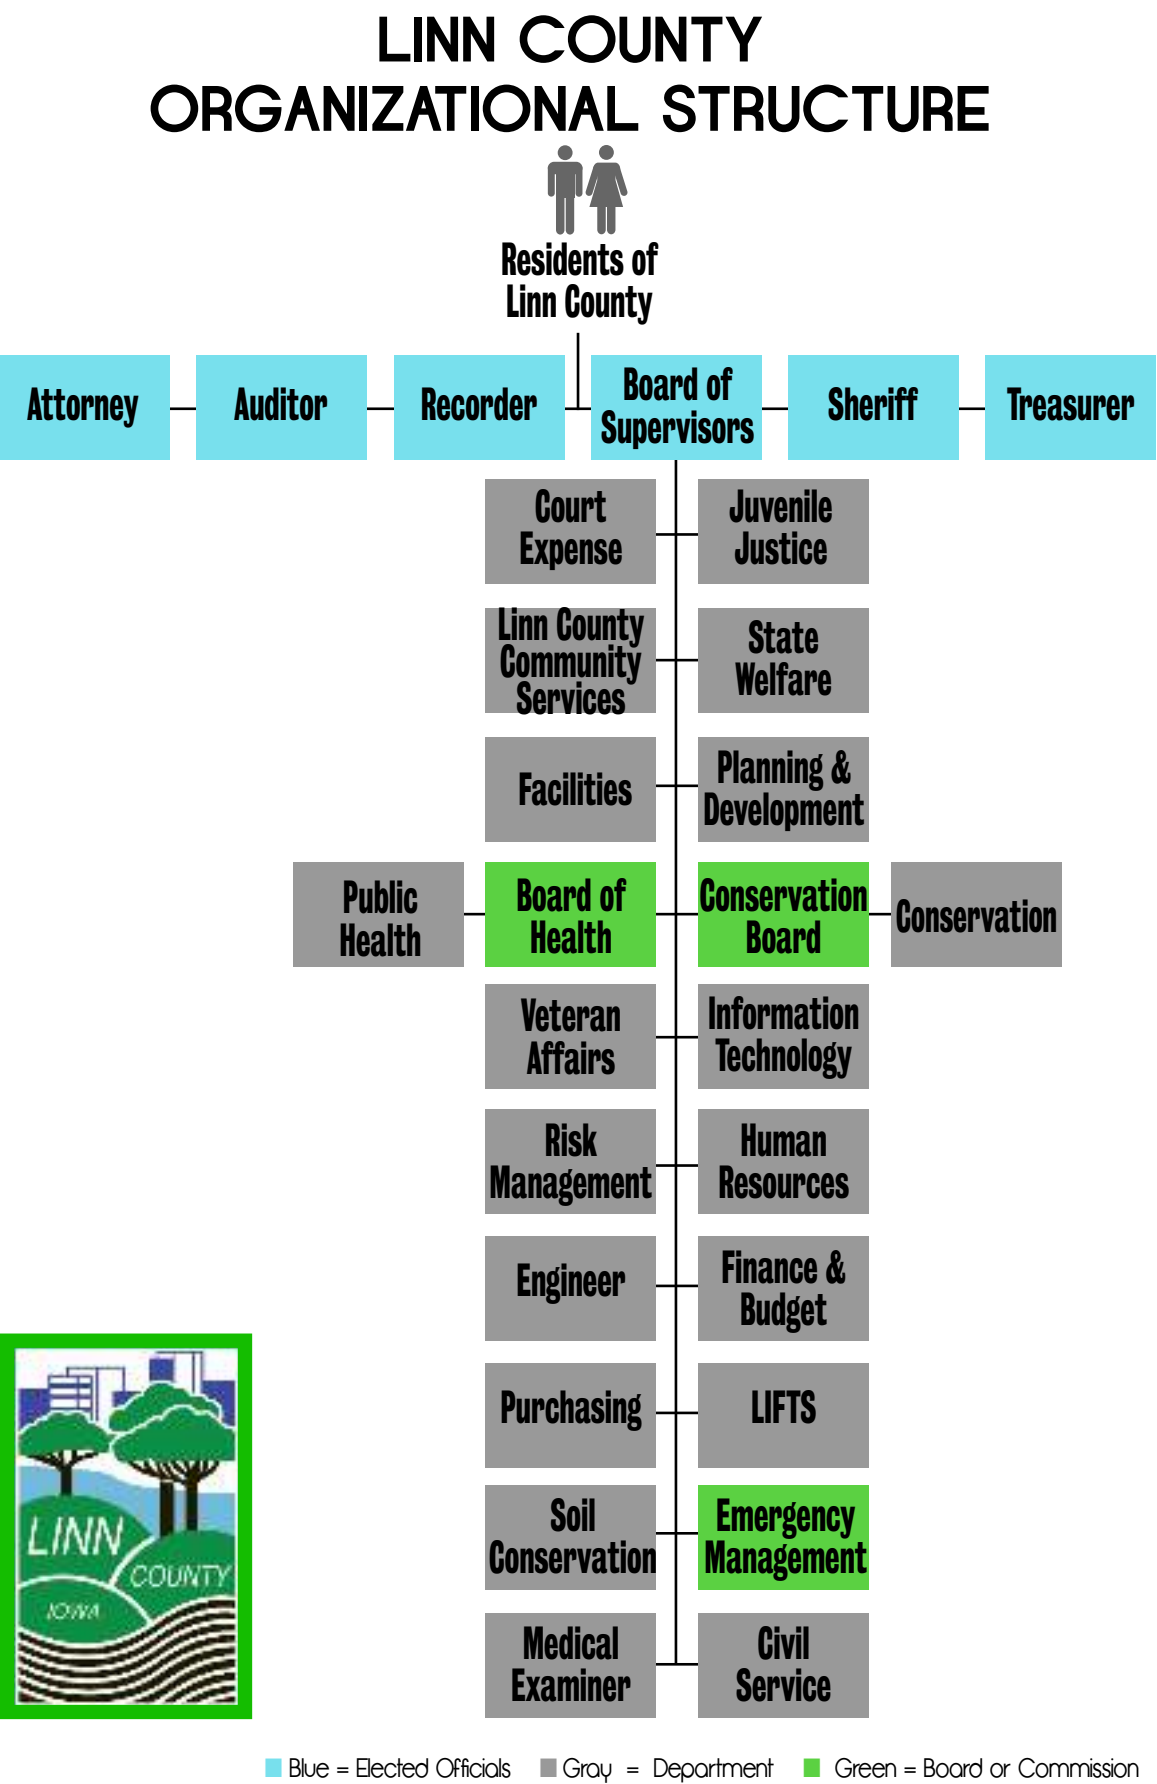 LINN COUNTY
ORGANIZATIONAL STRUCTURE
Residents of
Linn County
Attorney
Auditor
Recorder
Board of
Supervisors
Sheriff
Treasurer
Court
Expense
Juvenile
Justice
Linn County
Community
Services
State
Welfare
Facilities
Planning &
Development
Public
Health
Board of
Health
Conservation
Board
Conservation
Veteran
Affairs
Information
Technology
Risk
Management
Human
Resources
Engineer
Finance &
Budget
Purchasing
LIFTS
Soil
Conservation
Emergency
Management
Medical
Examiner
Civil
Service
LINN
COUNTY
IOWA
Blue = Elected Officials
Gray = Department
Green = Board or Commission